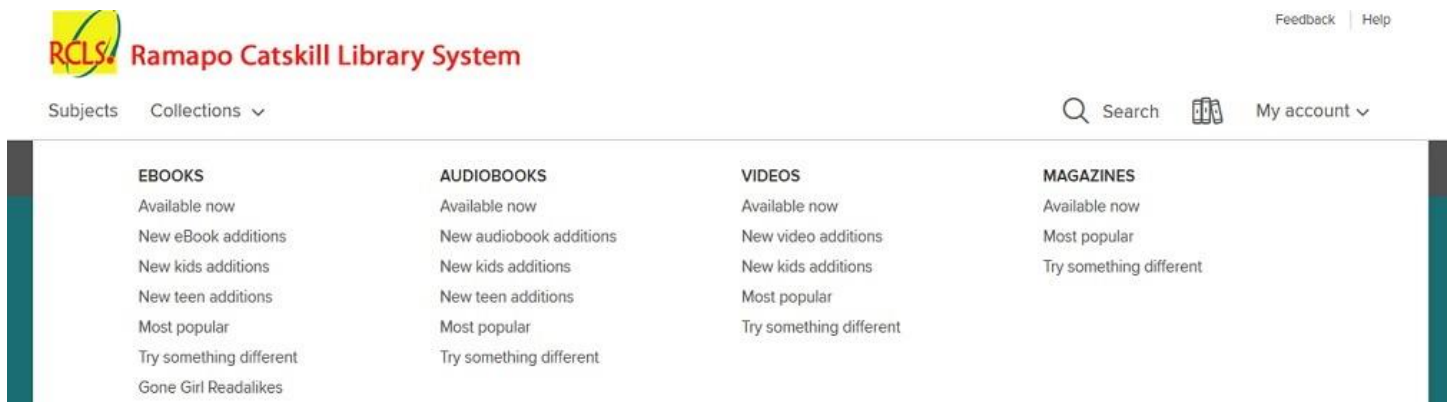 Feedback Help
RCLS! Ramapo Catskill Library System
Subjects Collections Search My account
EBOOKS
Available now
New eBook additions
New kids additions
New teen additions
Most popular
Try something different
Gone Girl Readalikes
AUDIOBOOKS
Available now
New audiobook additions
New kids additions
New teen additions
Most popular
Try something different
VIDEOS
Available now
New video additions
New kids additions
Most popular
Try something different
MAGAZINES
Available now
Most popular
Try something different